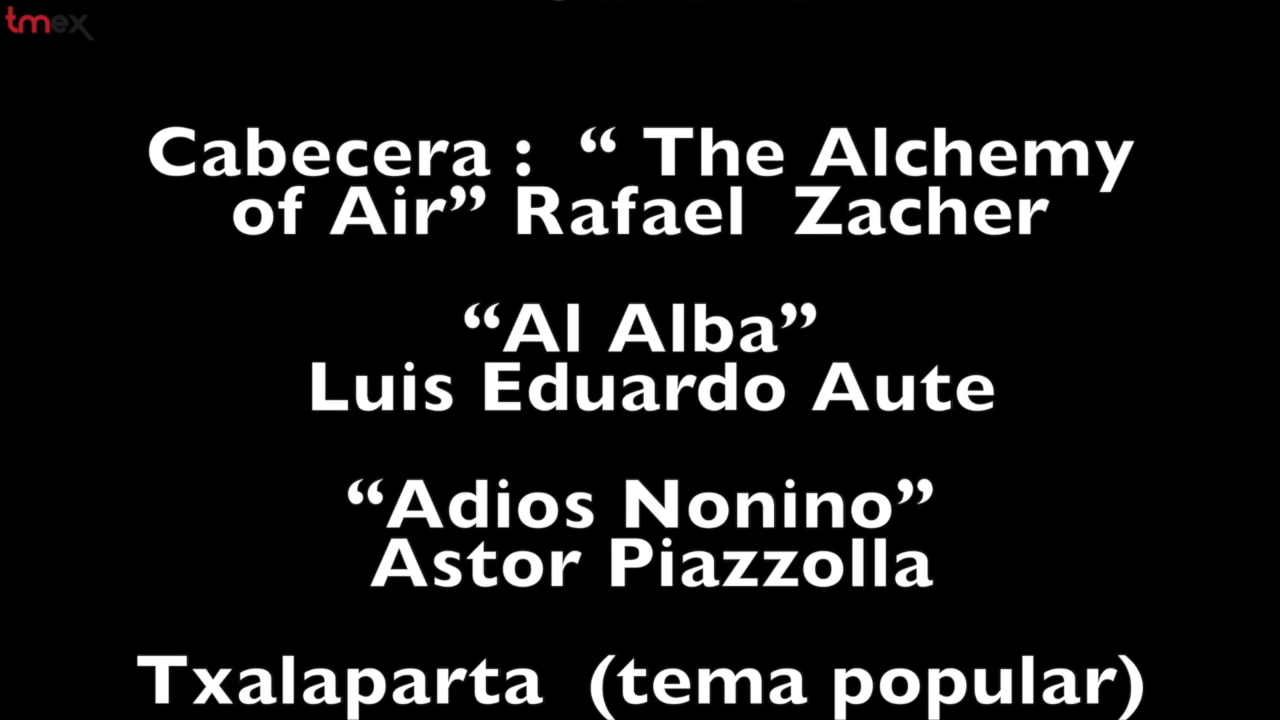 tmex
Cabecera : “ The Alchemy
of Air” Rafael Zacher
“Al Alba”
Luis Eduardo Aute
“Adios Nonino”
Astor Piazzolla
Txalaparta (tema popular)